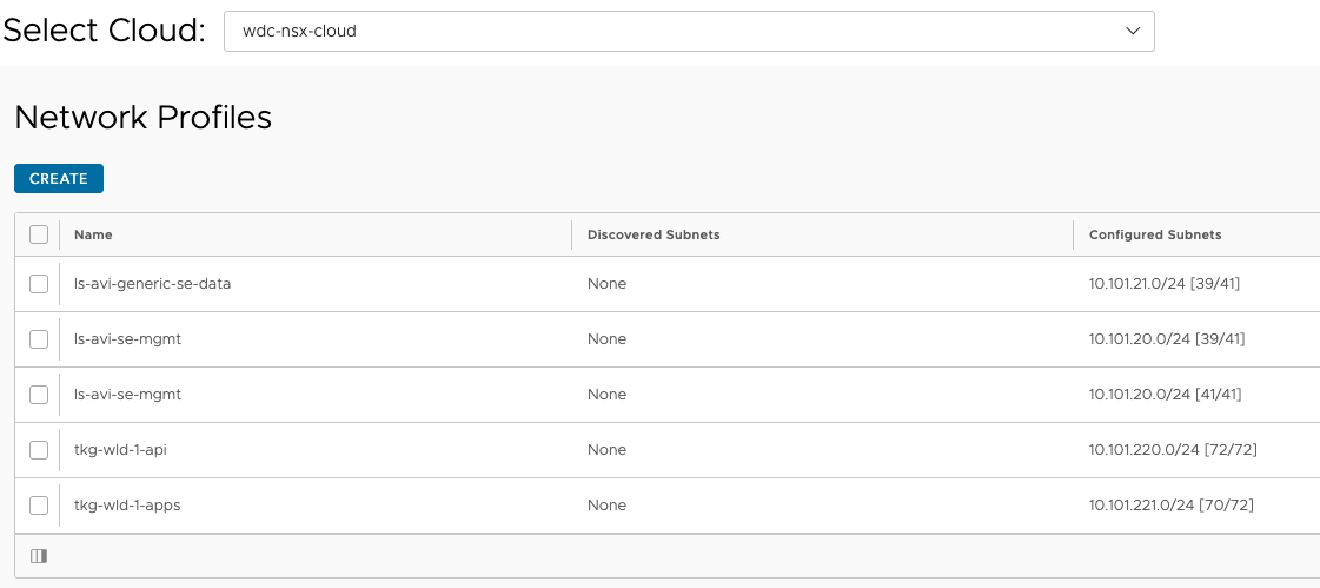 Select Cloud: wdc-nsx-cloud
Network Profiles
CREATE
Name Discovered Subnets Configured Subnets
ls-avi-generic-se-data None 10.101.21.0/24 [39/41]
ls-avi-se-mgmt None 10.101.20.0/24 [39/41]
ls-avi-se-mgmt None 10.101.20.0/24 [41/41]
tkg-wld-1-api None 10.101.220.0/24 [72/72]
tkg-wld-1-apps None 10.101.221.0/24 [70/72]